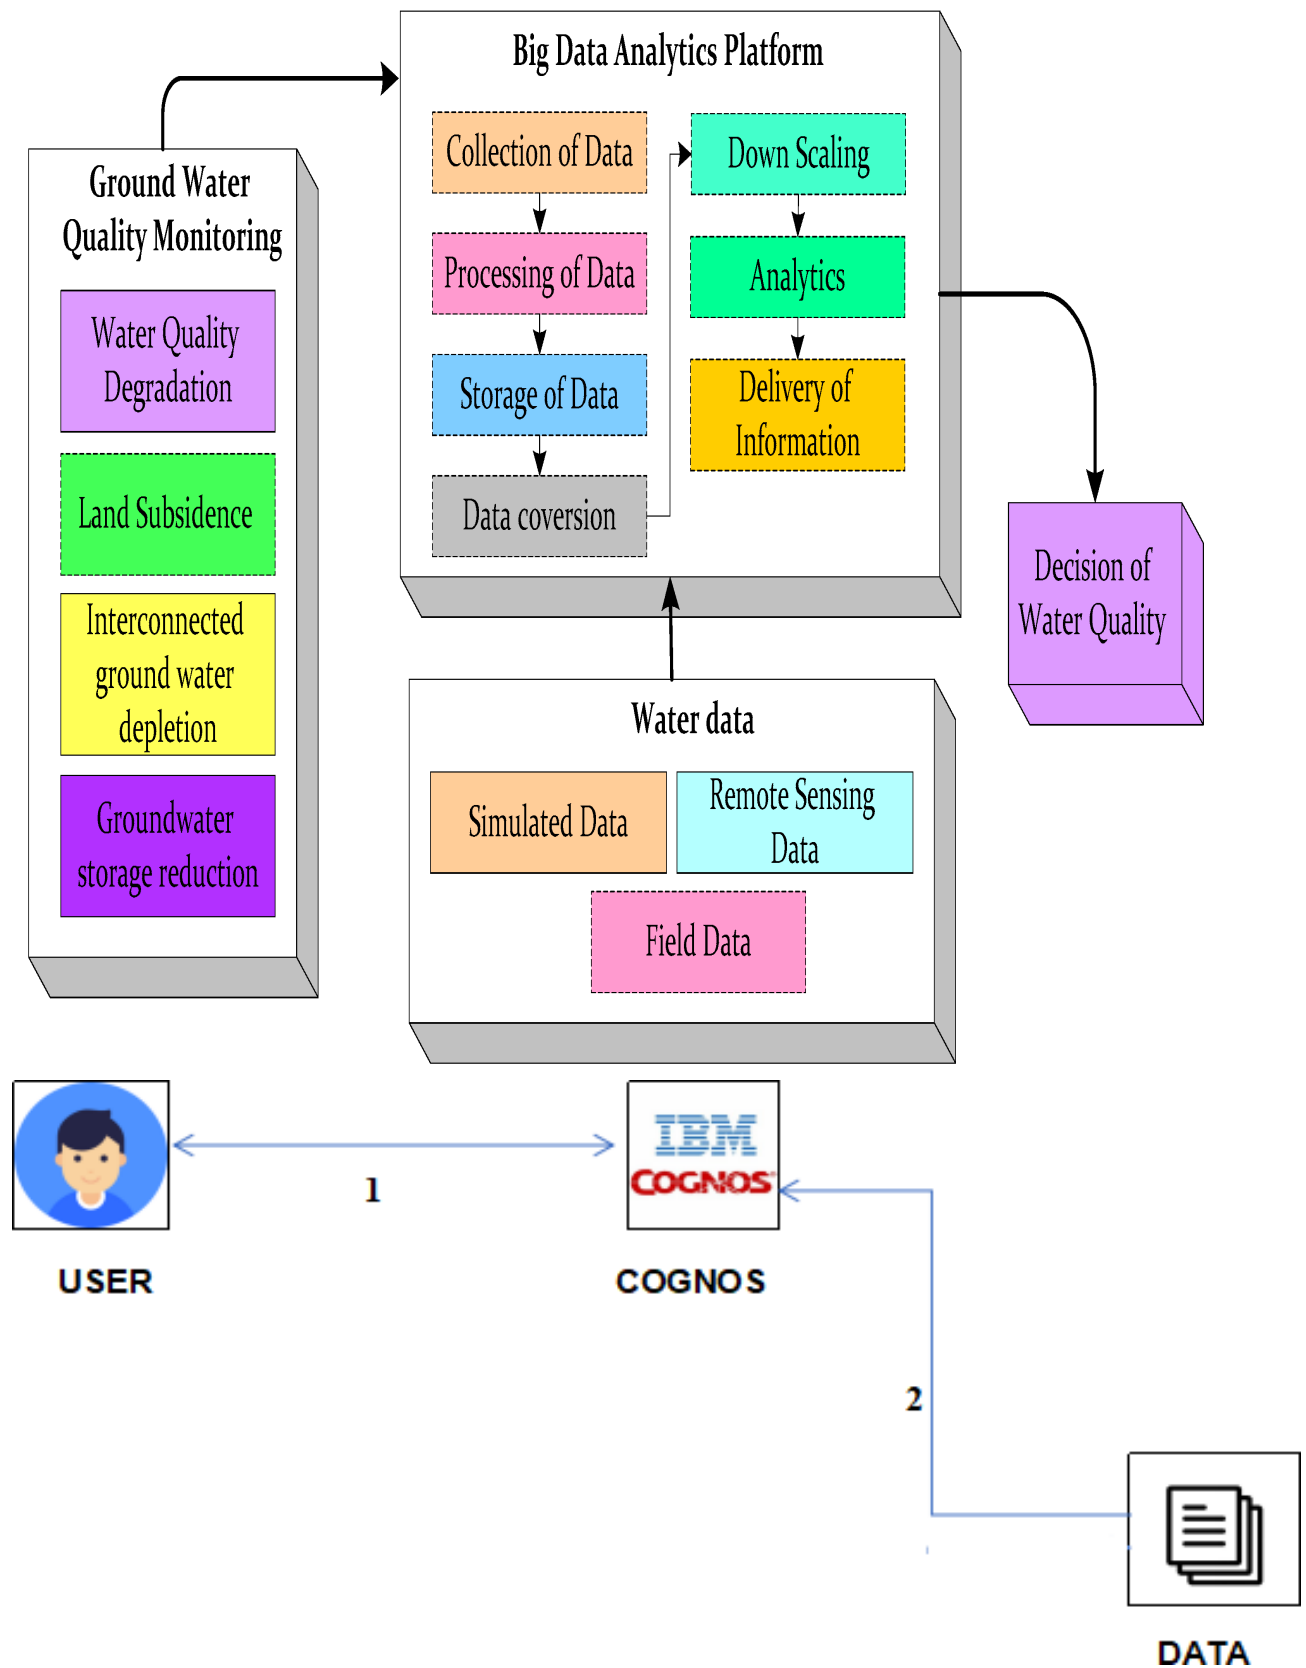 Big Data Analytics Platform
Collection of Data
Processing of Data
Storage of Data
Data coversion
Down Scaling
Analytics
Delivery of
Information
Ground Water
Quality Monitoring
Water Quality
Degradation
Land Subsidence
Interconnected
ground water
depletion
Groundwater
storage reduction
Decision of
Water Quality
Water data
Simulated Data
Remote Sensing
Data
Field Data
IBM
COGNOS
1
USER
COGNOS
2
DATA